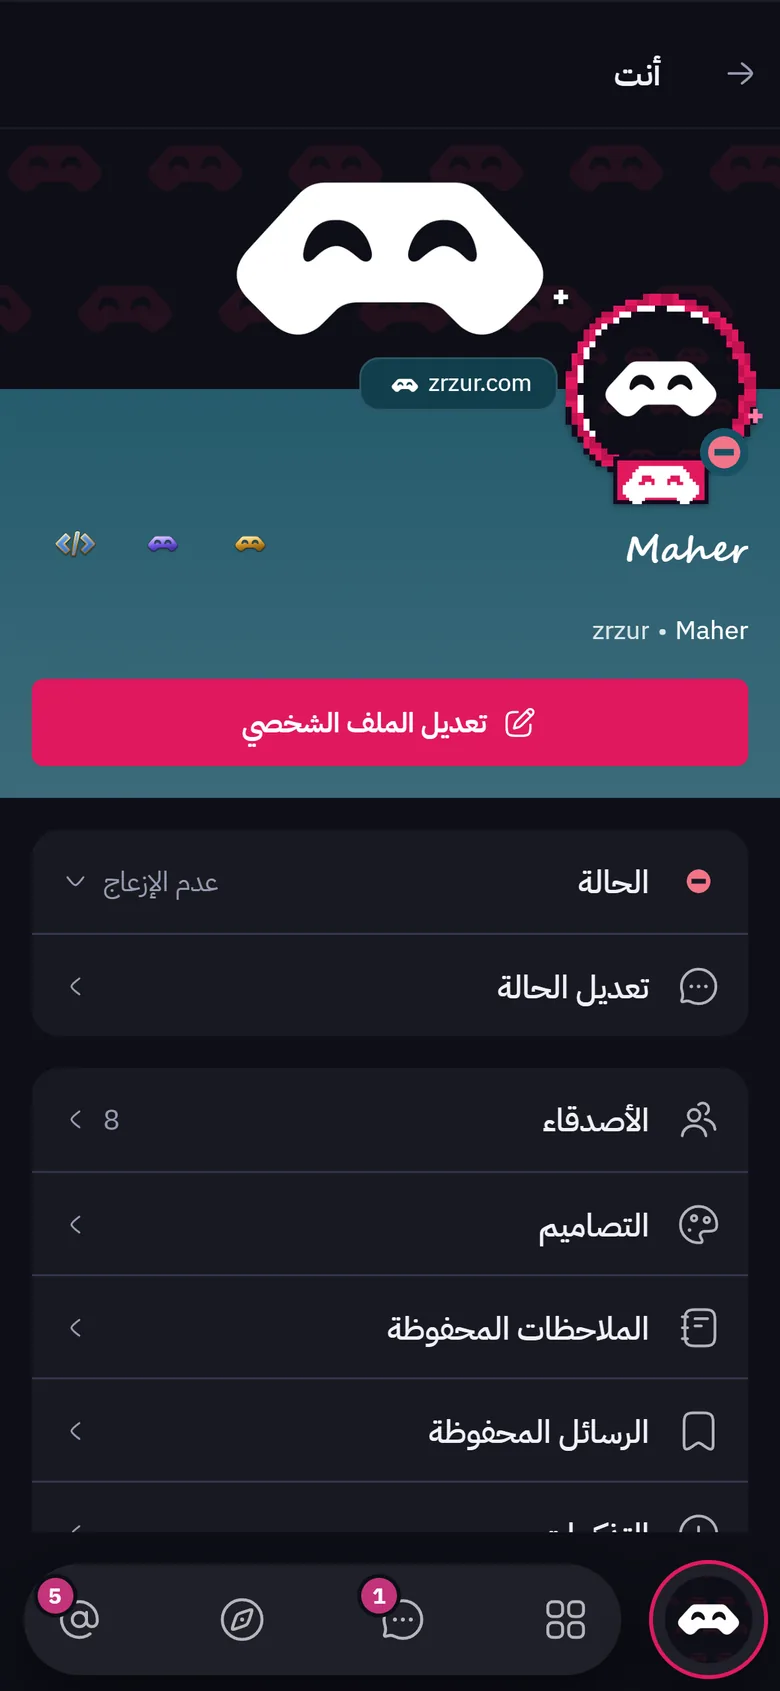 أنت
zrzur.com
Maher
Maher • zrzur
تعديل الملف الشخصي
الحالة
عدم الإزعاج
تعديل الحالة
الأصدقاء
8
التصاميم
الملاحظات المحفوظة
الرسائل المحفوظة
1
5